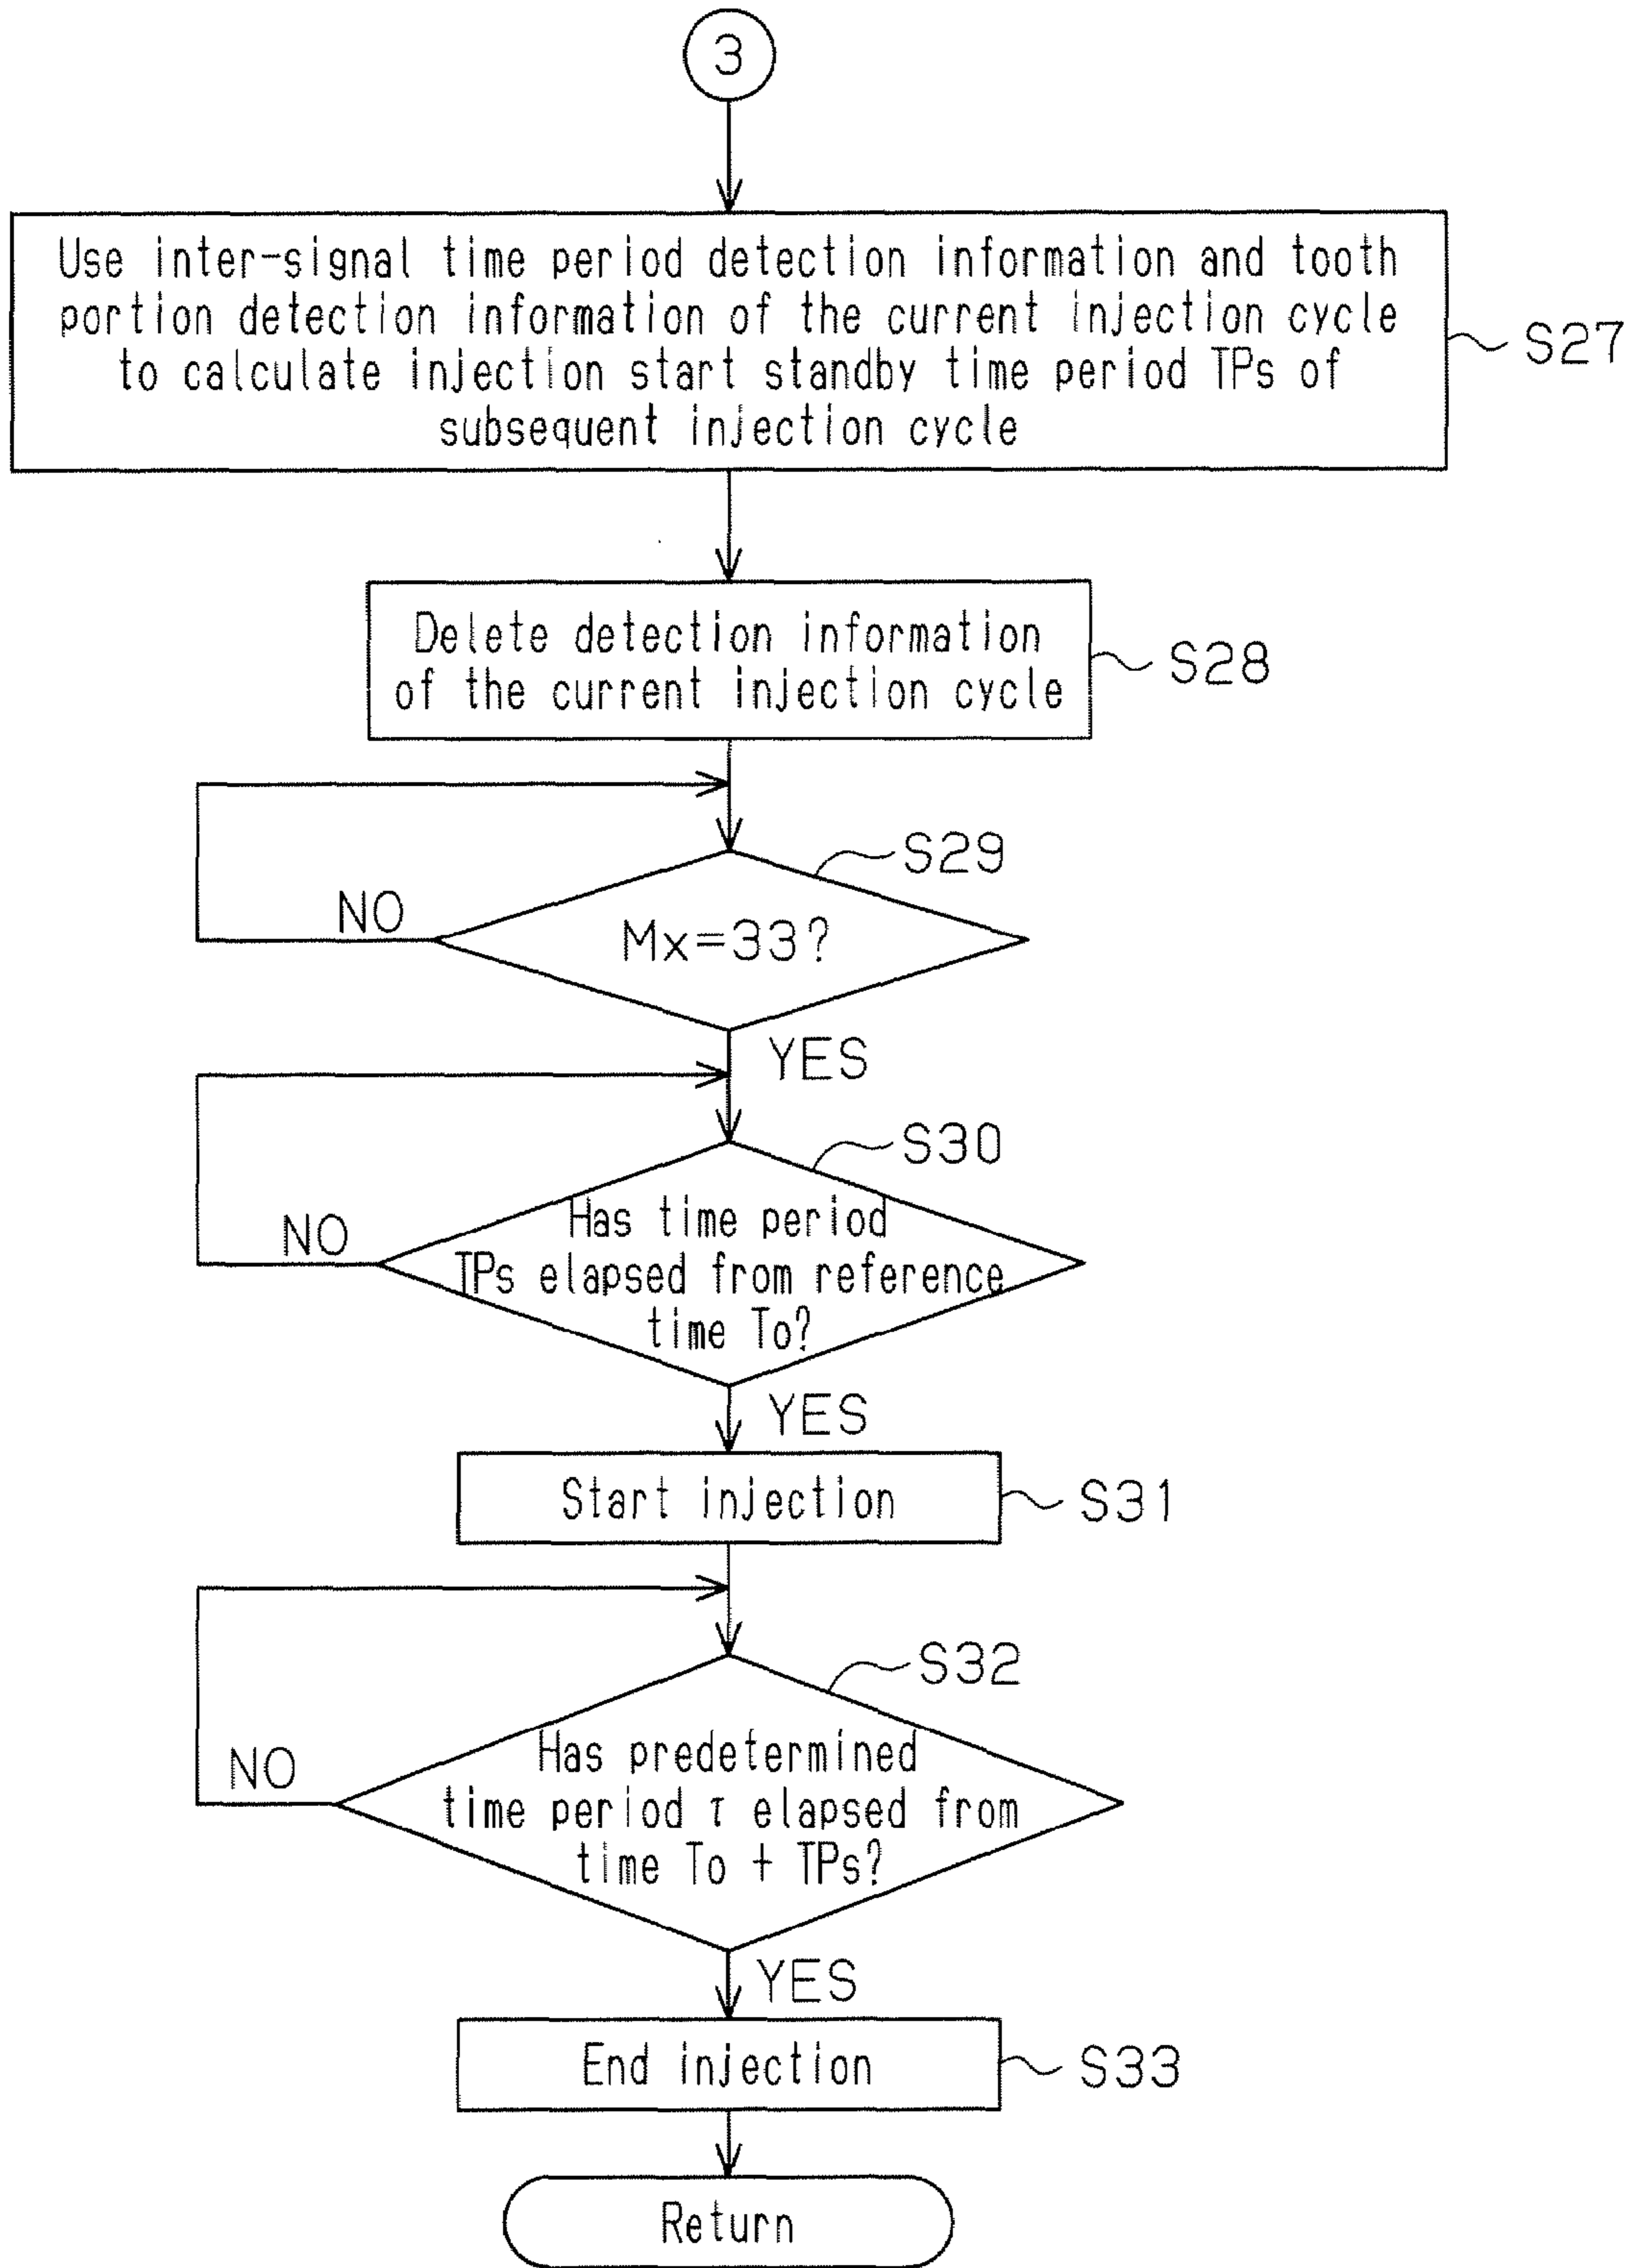 3
Use inter-signal time period detection information and tooth
portion detection information of the current injection cycle
to calculate injection start standby time period TPs of
subsequent injection cycle
S27
Delete detection information
of the current injection cycle
S28
S29
NO
Mx=33?
YES
S30
NO
Has time period
TPs elapsed from reference
time To?
YES
Start injection
S31
S32
NO
Has predetermined
time period τ elapsed from
time To + TPs?
YES
End injection
S33
Return